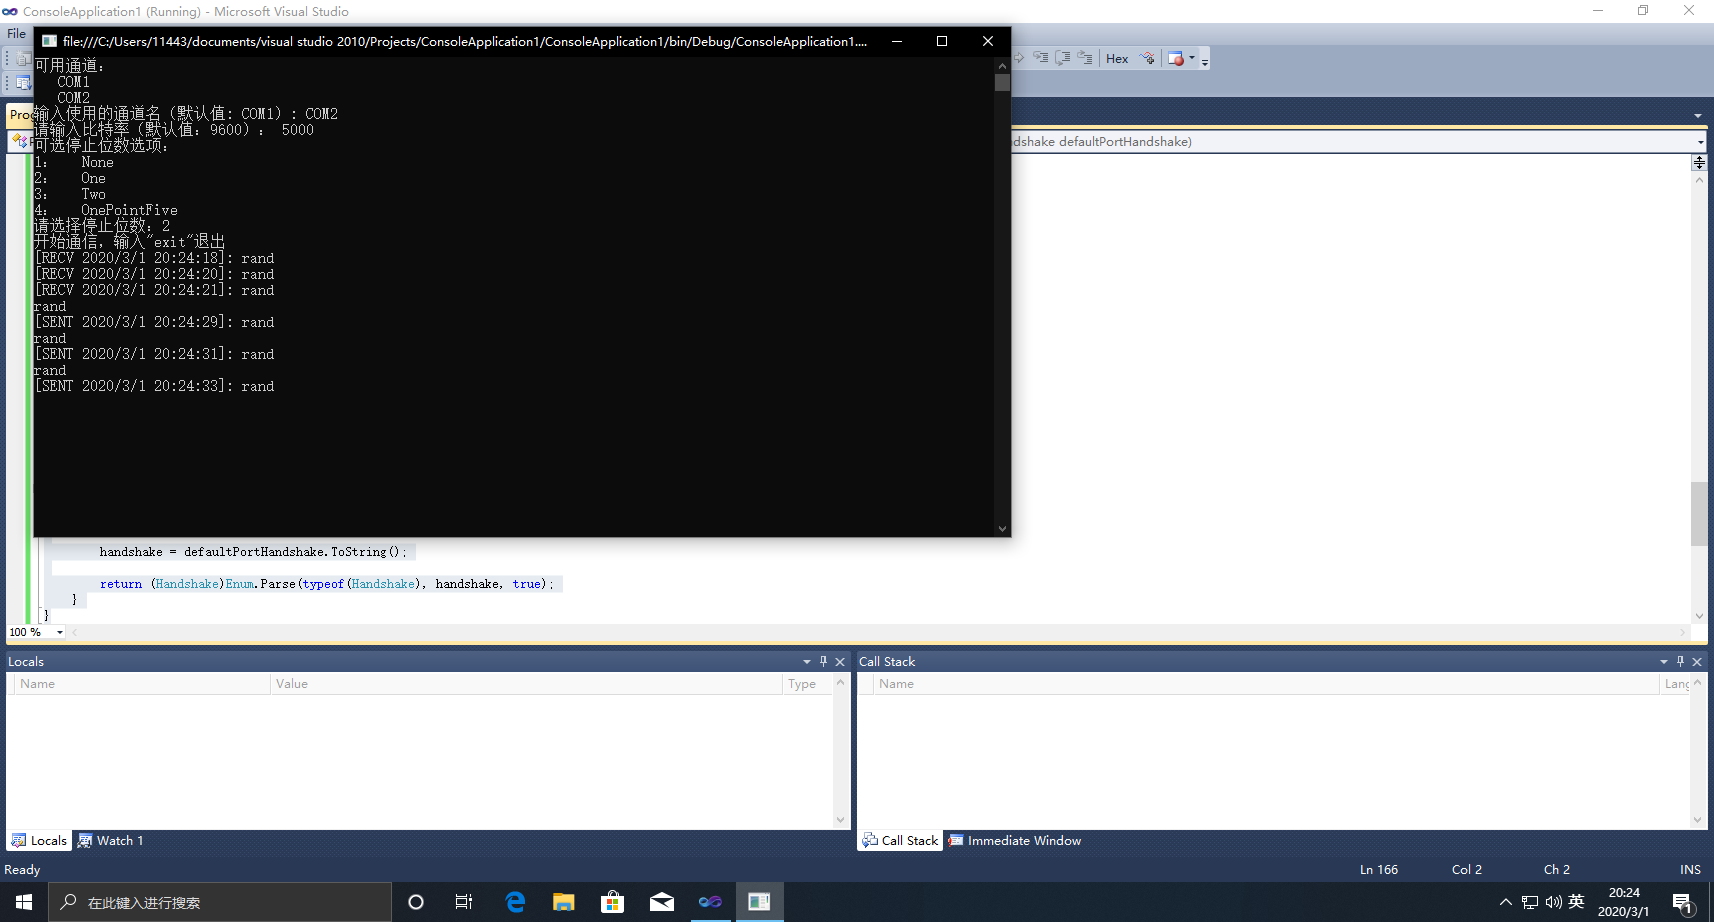 ConsoleApplication1 (Running) - Microsoft Visual Studio
File
file:///C:/Users/11443/documents/visual studio 2010/Projects/ConsoleApplication1/ConsoleApplication1/bin/Debug/ConsoleApplication1....
Hex
可用通道:
COM1
COM2
输入使用的通道名（默认值: COM1）: COM2
请输入比特率（默认值: 9600）: 5000
可选停止位数选项:
1: None
2: One
3: Two
4: OnePointFive
请选择停止位数: 2
开始通信, 输入"exit"退出
[RECV 2020/3/1 20:24:18]: rand
[RECV 2020/3/1 20:24:20]: rand
[RECV 2020/3/1 20:24:21]: rand
rand
[SENT 2020/3/1 20:24:29]: rand
rand
[SENT 2020/3/1 20:24:31]: rand
rand
[SENT 2020/3/1 20:24:33]: rand
defaultPortHandshake)
handshake = defaultPortHandshake.ToString();
return (Handshake)Enum.Parse(typeof(Handshake), handshake, true);
}
}
100 %
Locals
Name Value Type
Call Stack
Name
Locals Watch 1
Call Stack Immediate Window
Ready Ln 166 Col 2 Ch 2 INS
在此键入进行搜索
英
20:24
2020/3/1
1